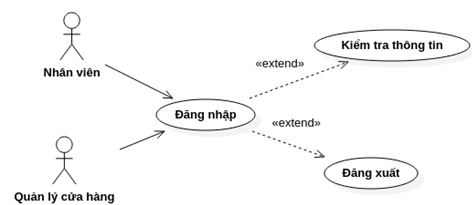 Kiểm tra thông tin
«extend»
Nhân viên
Đăng nhập
«extend»
Đăng xuất
Quản lý cửa hàng